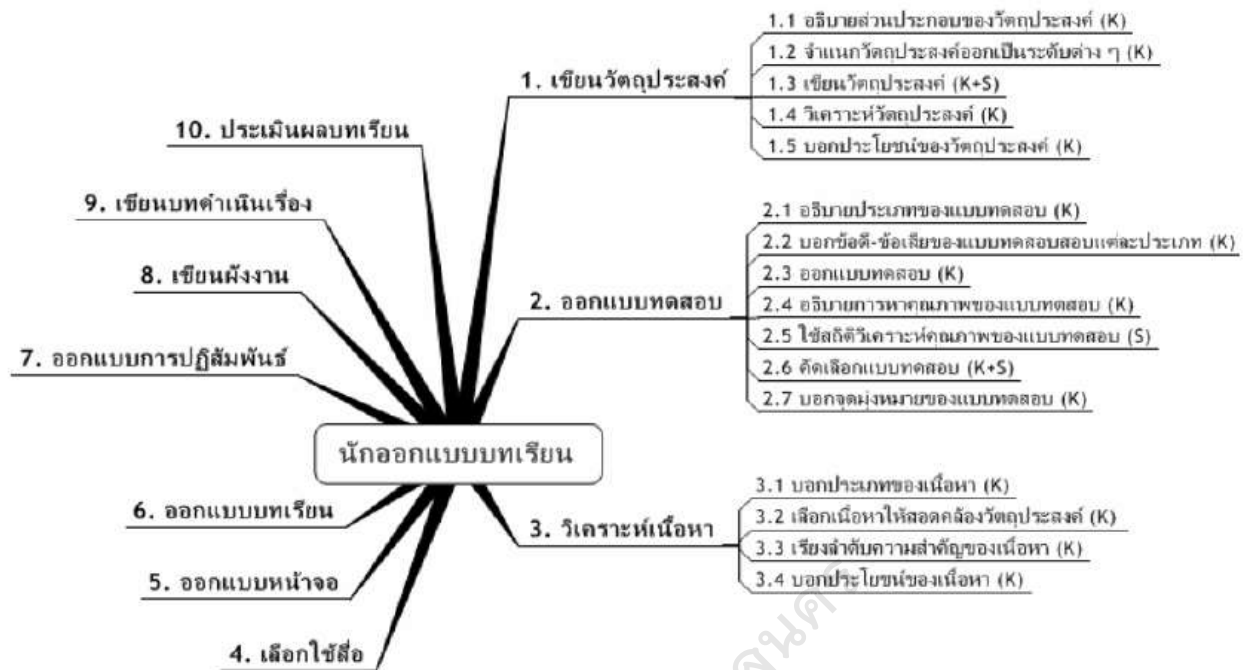 1.1 อธิบายส่วนประกอบของวัตถุประสงค์ (K)
1.2 จำแนกวัตถุประสงค์ออกเป็นระดับต่าง ๆ (K)
1. เขียนวัตถุประสงค์
1.3 เขียนวัตถุประสงค์ (K+S)
1.4 วิเคราะห์วัตถุประสงค์ (K)
1.5 บอกประโยชน์ของวัตถุประสงค์ (K)
10. ประเมินผลบทเรียน
9. เขียนบทดำเนินเรื่อง
8. เขียนผังงาน
7. ออกแบบการปฏิสัมพันธ์
2.1 อธิบายประเภทของแบบทดสอบ (K)
2.2 บอกข้อดี-ข้อเสียของแบบทดสอบสอบแต่ละประเภท (K)
2.3 ออกแบบทดสอบ (K)
2. ออกแบบทดสอบ
2.4 อธิบายการหาคุณภาพของแบบทดสอบ (K)
2.5 ใช้สถิติวิเคราะห์คุณภาพของแบบทดสอบ (S)
2.6 คัดเลือกแบบทดสอบ (K+S)
2.7 บอกจุดมุ่งหมายของแบบทดสอบ (K)
นักออกแบบบทเรียน
3.1 บอกประเภทของเนื้อหา (K)
3.2 เลือกเนื้อหาให้สอดคล้องวัตถุประสงค์ (K)
3. วิเคราะห์เนื้อหา
3.3 เรียงลำดับความสำคัญของเนื้อหา (K)
3.4 บอกประโยชน์ของเนื้อหา (K)
6. ออกแบบบทเรียน
5. ออกแบบหน้าจอ
4. เลือกใช้สื่อ